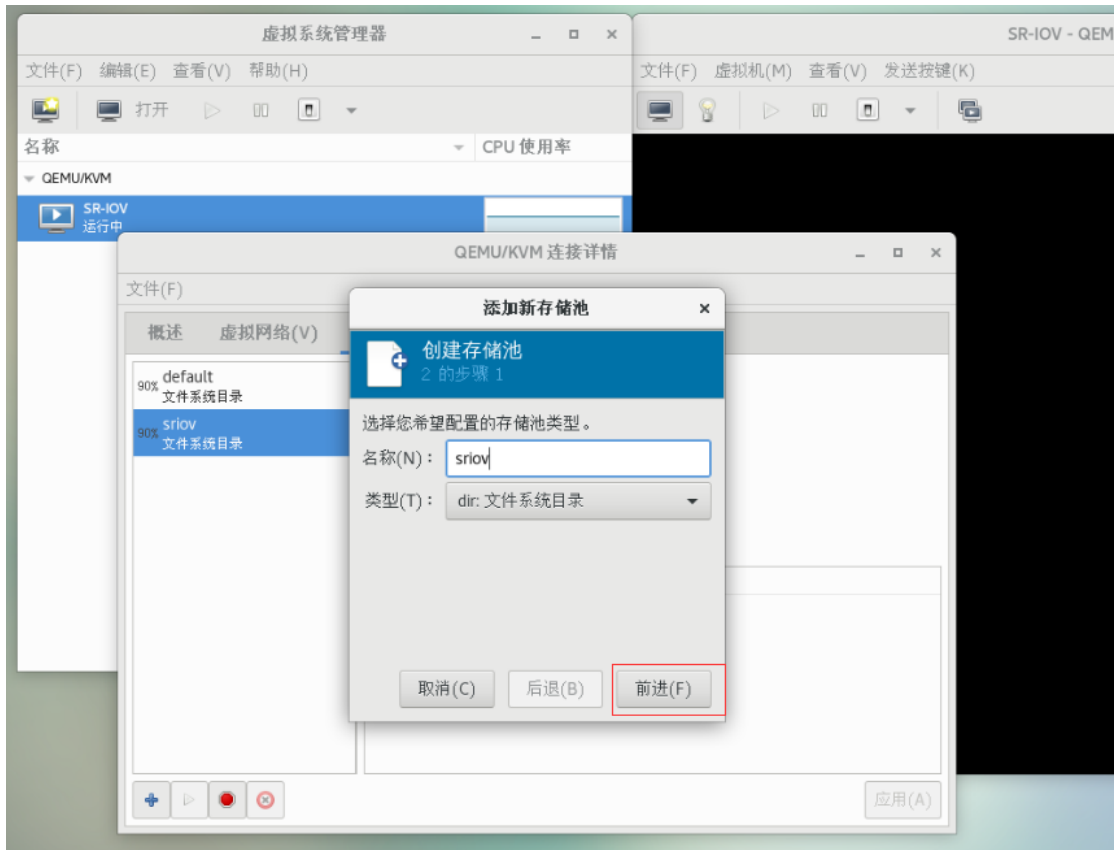 虚拟系统管理器
文件(F) 编辑(E) 查看(V) 帮助(H)
打开
名称
CPU 使用率
QEMU/KVM
SR-IOV
运行中
SR-IOV - QEM
文件(F) 虚拟机(M) 查看(V) 发送按键(K)
QEMU/KVM 连接详情
文件(F)
概述 虚拟网络(V)
90% default
文件系统目录
90% sriov
文件系统目录
添加新存储池
创建存储池
2 的步骤 1
选择您希望配置的存储池类型。
名称(N)： sriov
类型(T)： dir: 文件系统目录
取消(C) 后退(B) 前进(F)
应用(A)